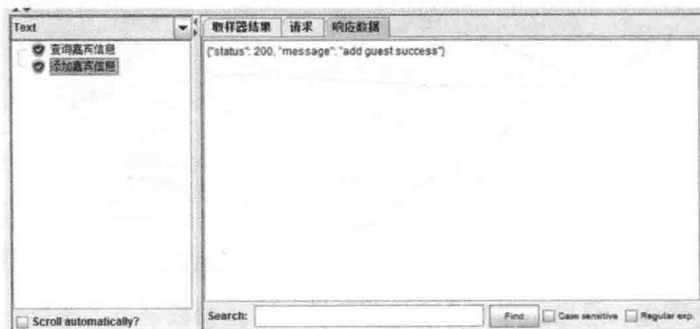 Text
查询嘉宾信息
添加嘉宾信息
Scroll automatically?
取样器结果 请求 响应数据
{"status": 200, "message": "add guest success"}
Search: Find Case sensitive Regular exp.